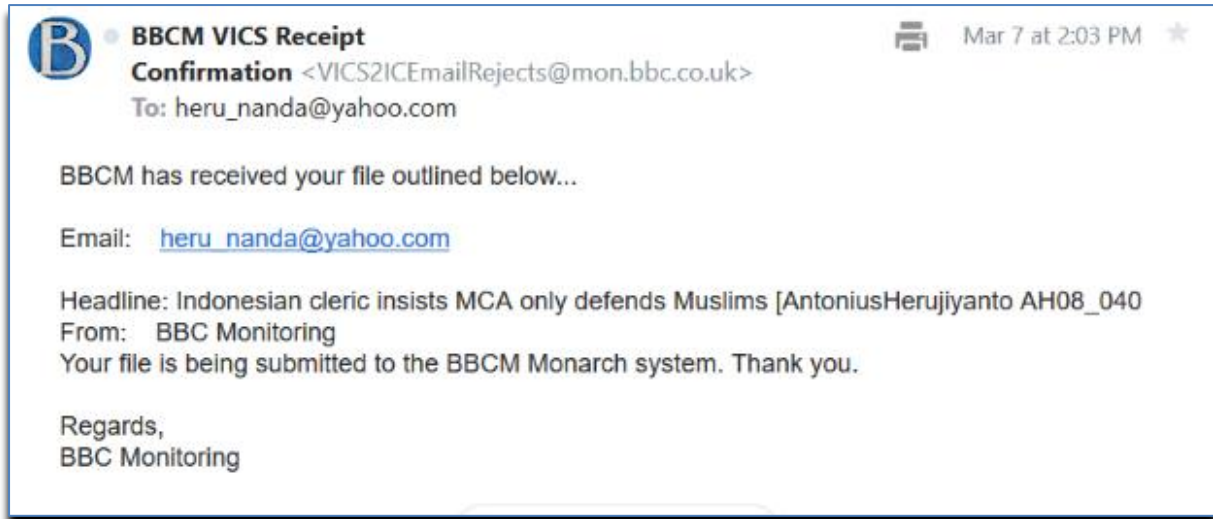 B
BBCM VICS Receipt
Mar 7 at 2:03 PM
Confirmation <VICS2ICEmailRejects@mon.bbc.co.uk>
To: heru_nanda@yahoo.com
BBCM has received your file outlined below...
Email: heru_nanda@yahoo.com
Headline: Indonesian cleric insists MCA only defends Muslims [AntoniusHerujiyanto AH08_040
From: BBC Monitoring
Your file is being submitted to the BBCM Monarch system. Thank you.
Regards,
BBC Monitoring